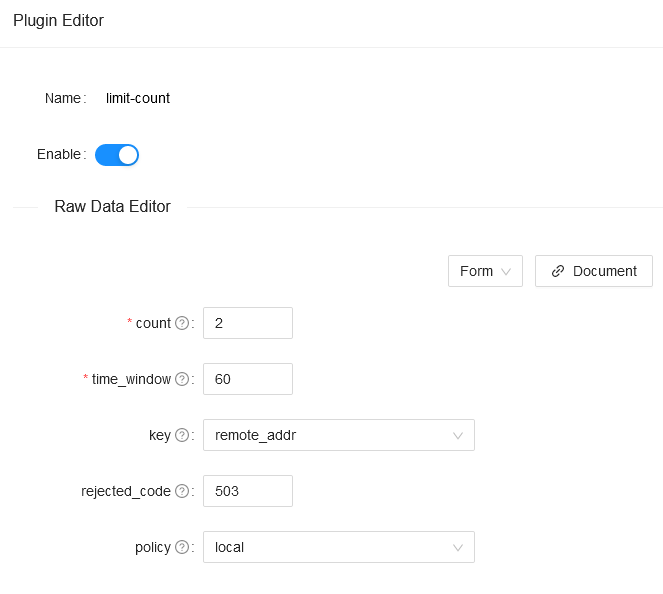 Plugin Editor
Name : limit-count
Enable :
Raw Data Editor
Form Document
* count ? : 2
* time_window ? : 60
key ? : remote_addr
rejected_code ? : 503
policy ? : local